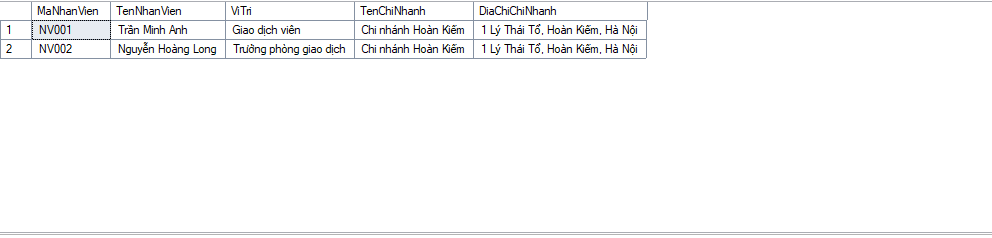 MaNhanVien TenNhanVien ViTri TenChiNhanh DiaChiChiNhanh
1 NV001 Trần Minh Anh Giao dịch viên Chi nhánh Hoàn Kiếm 1 Lý Thái Tổ, Hoàn Kiếm, Hà Nội
2 NV002 Nguyễn Hoàng Long Trưởng phòng giao dịch Chi nhánh Hoàn Kiếm 1 Lý Thái Tổ, Hoàn Kiếm, Hà Nội